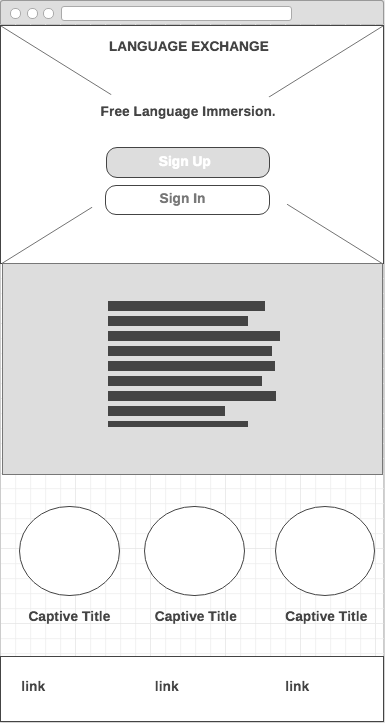 LANGUAGE EXCHANGE
Free Language Immersion.
Sign Up
Sign In
Captive Title Captive Title Captive Title
link link link